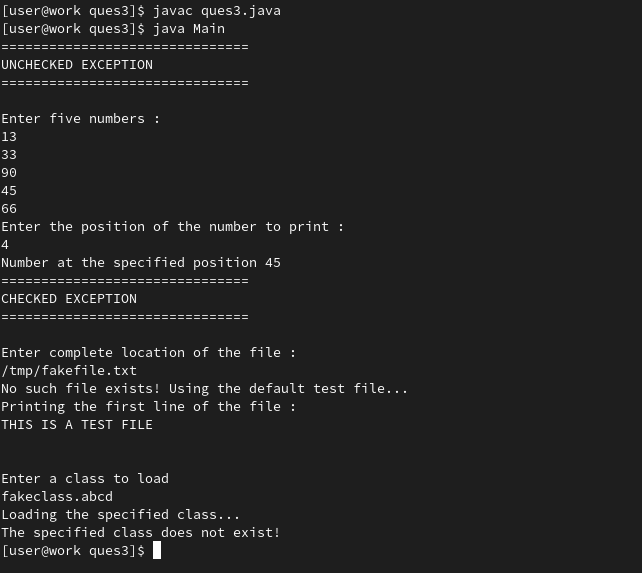 [user@work ques3]$ javac ques3.java
[user@work ques3]$ java Main
===============================
UNCHECKED EXCEPTION
===============================
Enter five numbers :
13
33
90
45
66
Enter the position of the number to print :
4
Number at the specified position 45
===============================
CHECKED EXCEPTION
===============================
Enter complete location of the file :
/tmp/fakefile.txt
No such file exists! Using the default test file...
Printing the first line of the file :
THIS IS A TEST FILE
Enter a class to load
fakeclass.abcd
Loading the specified class...
The specified class does not exist!
[user@work ques3]$